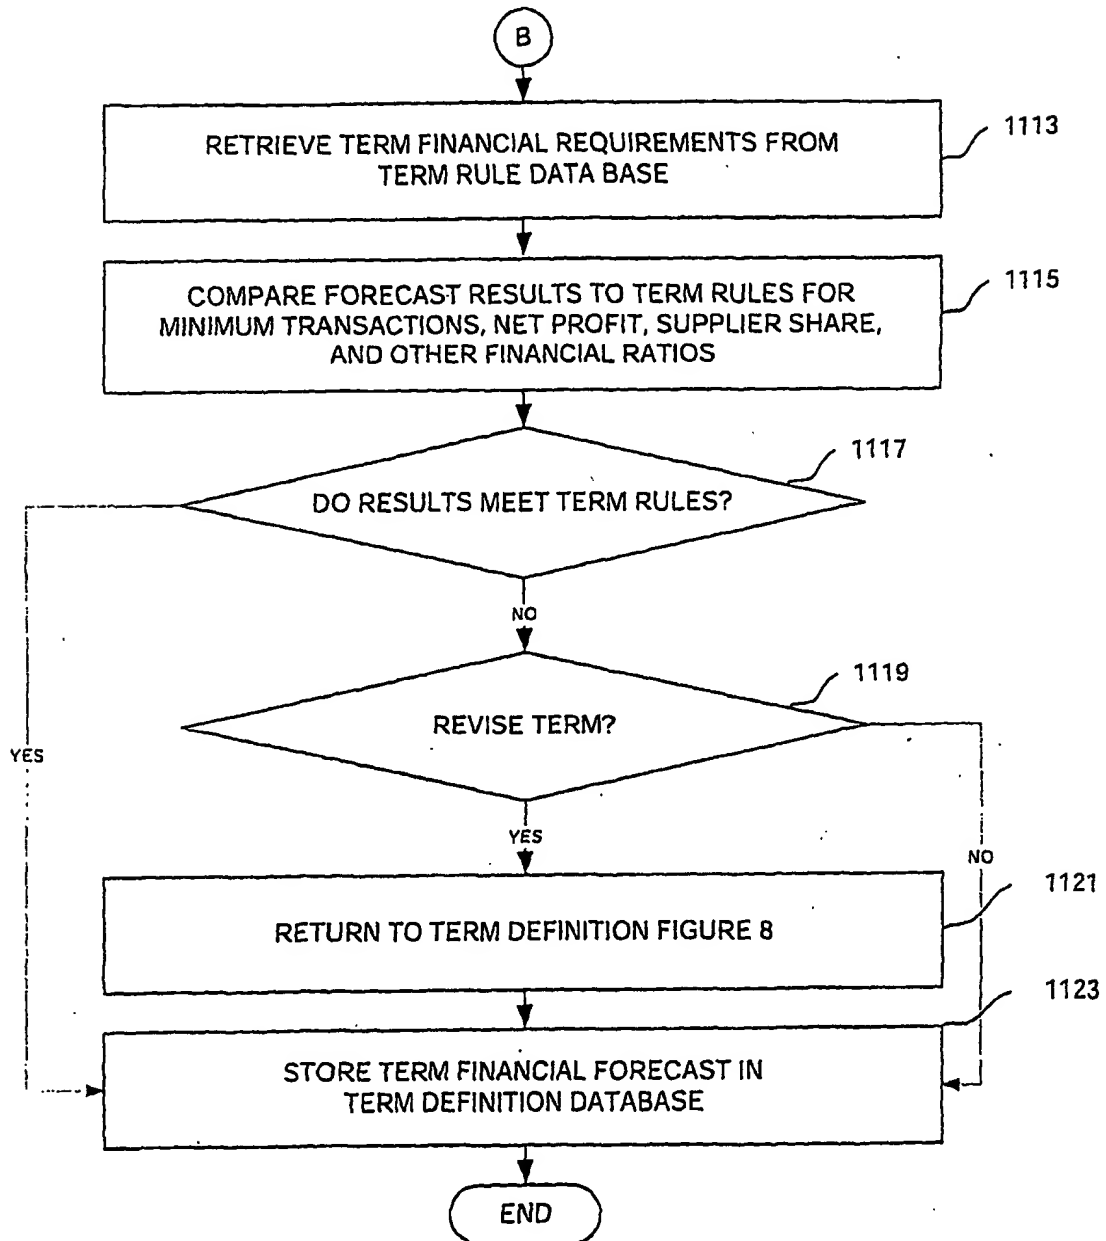 B
RETRIEVE TERM FINANCIAL REQUIREMENTS FROM
TERM RULE DATA BASE
1113
COMPARE FORECAST RESULTS TO TERM RULES FOR
MINIMUM TRANSACTIONS, NET PROFIT, SUPPLIER SHARE,
AND OTHER FINANCIAL RATIOS
1115
DO RESULTS MEET TERM RULES?
1117
NO
REVISE TERM?
1119
YES
YES
NO
RETURN TO TERM DEFINITION FIGURE 8
1121
STORE TERM FINANCIAL FORECAST IN
TERM DEFINITION DATABASE
1123
END